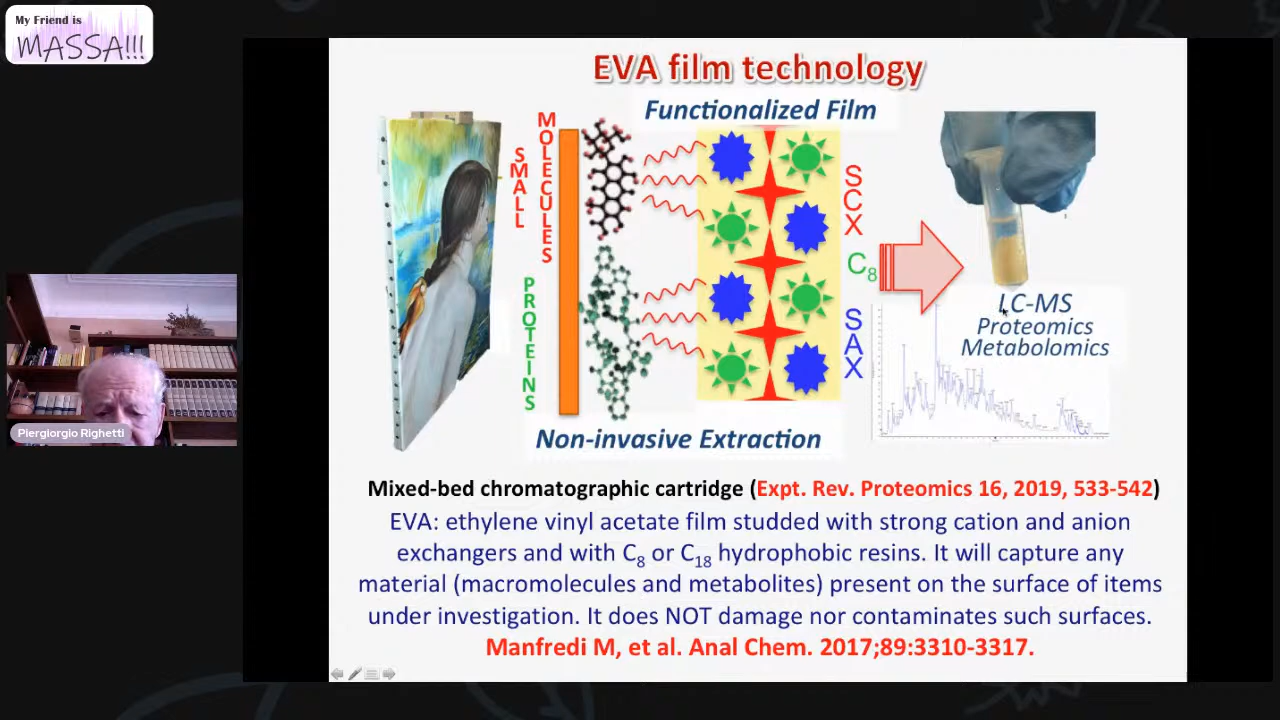 My Friend is
MASSA!!!
EVA film technology
Functionalized Film
SMALL
MOLECULES
PROTEINS
SCX
C8
SAX
LC-MS
Proteomics
Metabolomics
Non-invasive Extraction
Piergiorgio Righetti
Mixed-bed chromatographic cartridge (Expt. Rev. Proteomics 16, 2019, 533-542)
EVA: ethylene vinyl acetate film studded with strong cation and anion
exchangers and with C8 or C18 hydrophobic resins. It will capture any
material (macromolecules and metabolites) present on the surface of items
under investigation. It does NOT damage nor contaminates such surfaces.
Manfredi M, et al. Anal Chem. 2017;89:3310-3317.